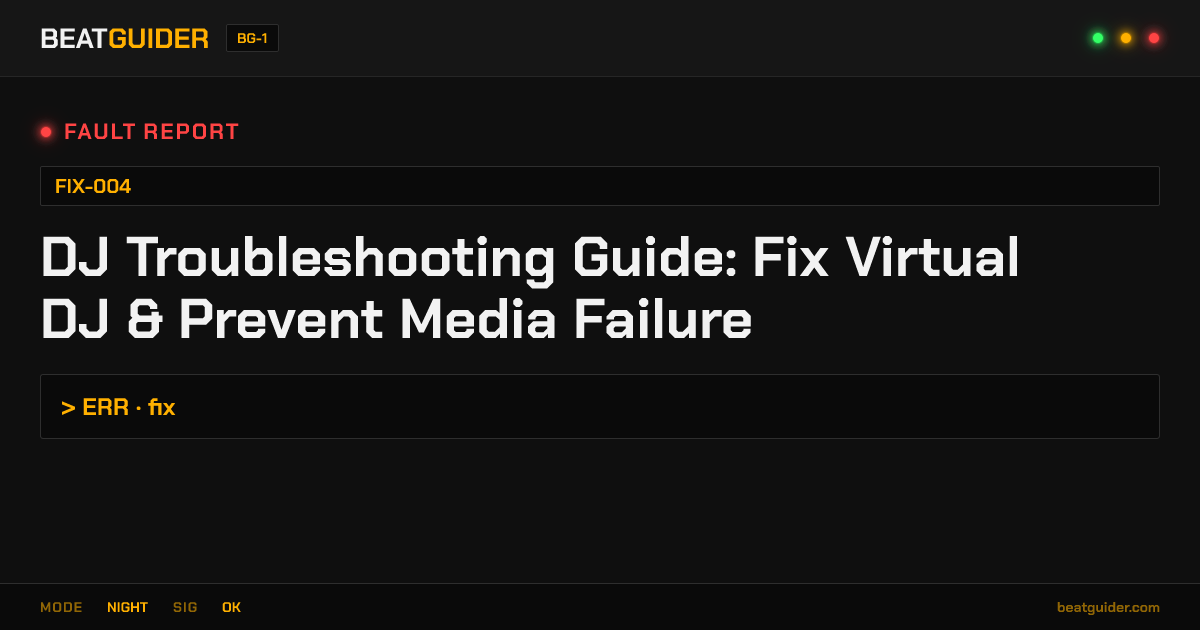 BEATGUIDER BG-1
FAULT REPORT
FIX-004
DJ Troubleshooting Guide: Fix Virtual
DJ & Prevent Media Failure
> ERR · fix
MODE NIGHT SIG OK beatguider.com